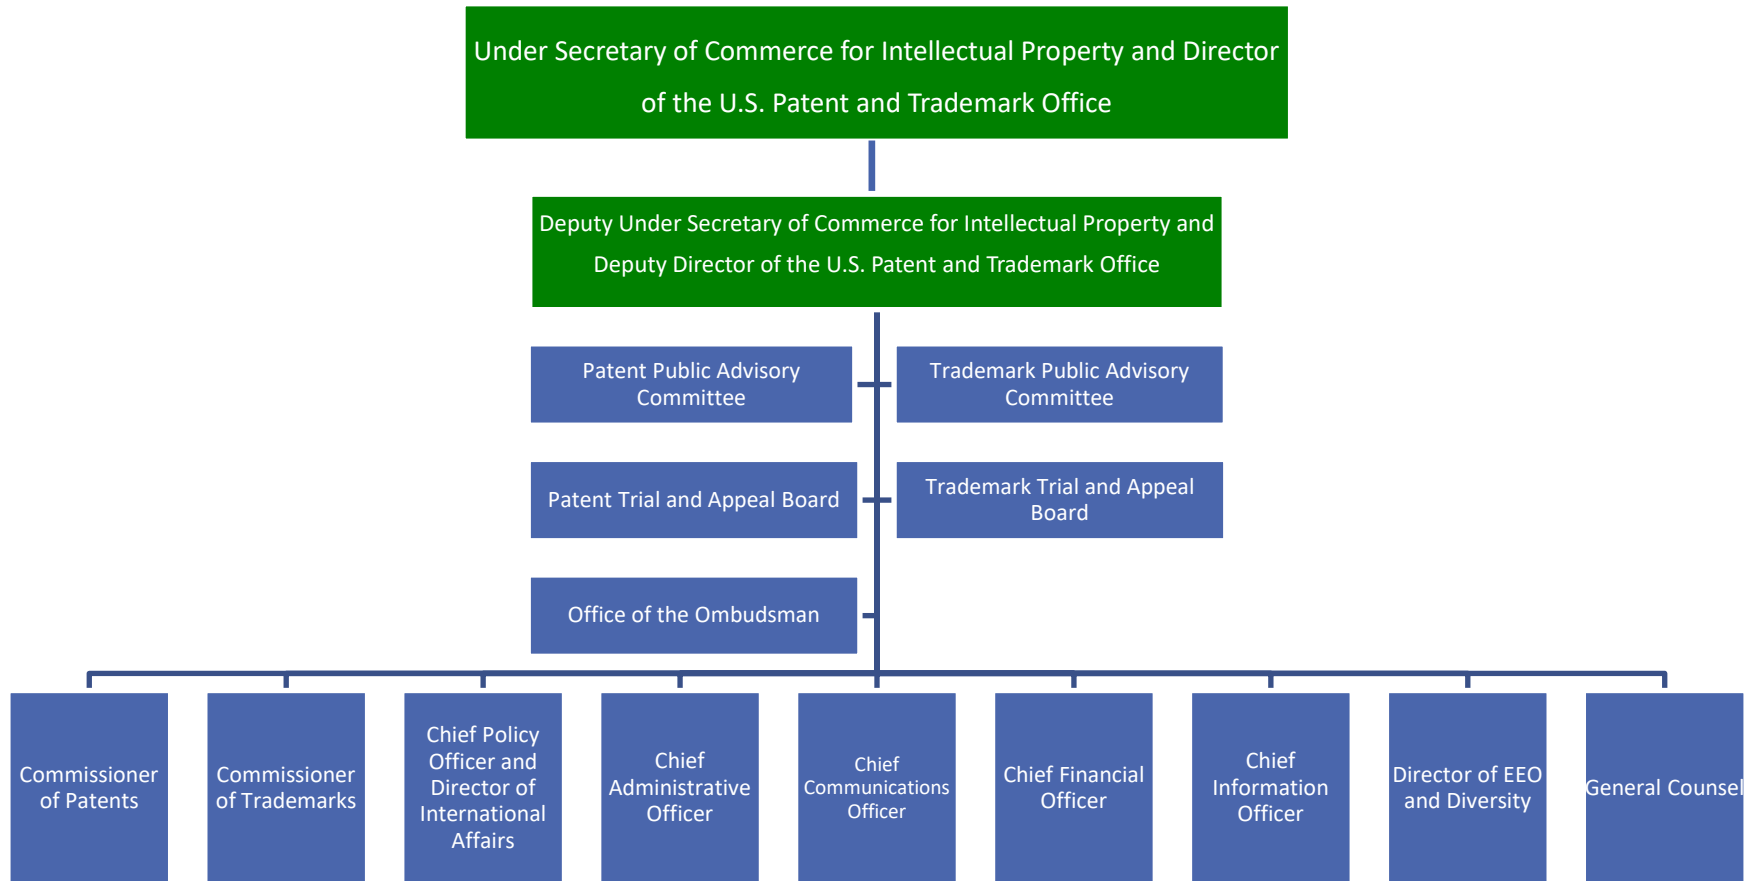 Under Secretary of Commerce for Intellectual Property and Director
of the U.S. Patent and Trademark Office
Deputy Under Secretary of Commerce for Intellectual Property and
Deputy Director of the U.S. Patent and Trademark Office
Patent Public Advisory
Committee
Trademark Public Advisory
Committee
Patent Trial and Appeal Board
Trademark Trial and Appeal
Board
Office of the Ombudsman
Commissioner
of Patents
Commissioner
of Trademarks
Chief Policy
Officer and
Director of
International
Affairs
Chief
Administrative
Officer
Chief
Communications
Officer
Chief Financial
Officer
Chief
Information
Officer
Director of EEO
and Diversity
General Counsel